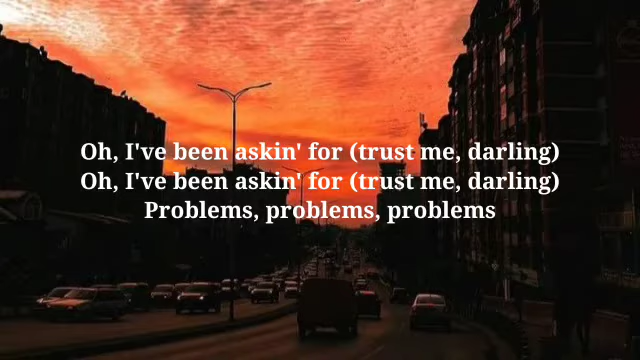 Oh, I've been askin' for (trust me, darling)
Oh, I've been askin' for (trust me, darling)
Problems, problems, problems